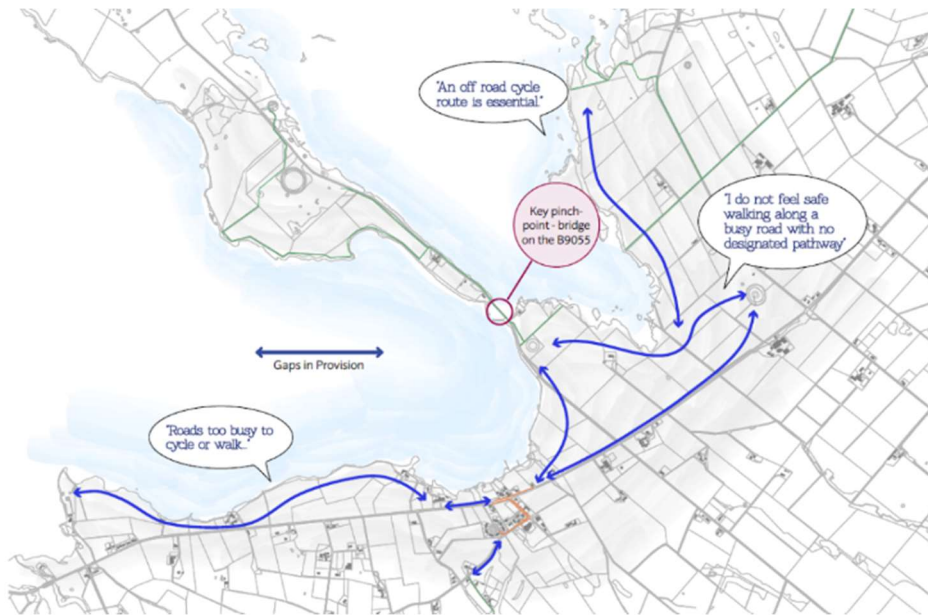 "An off road cycle
route is essential."
Key pinch-
point - bridge
on the B9055
"I do not feel safe
walking along a
busy road with no
designated pathway"
Gaps in Provision
"Roads too busy to
cycle or walk..."